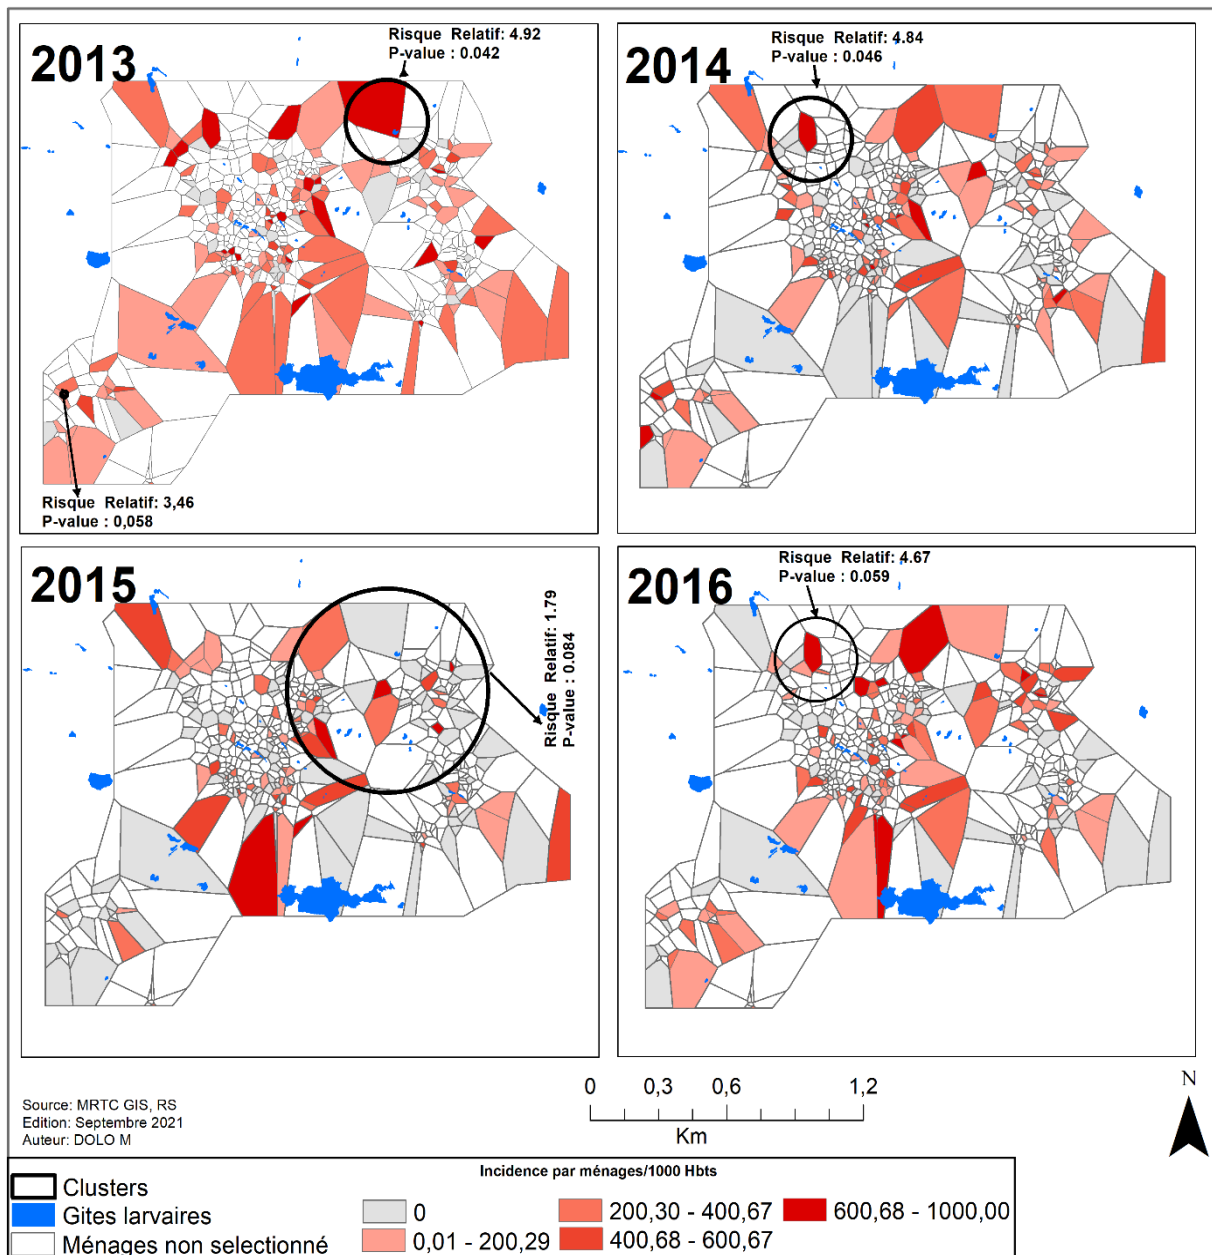 2013
Risque Relatif: 4.92
P-value : 0.042
Risque Relatif: 3,46
P-value : 0,058
2014
Risque Relatif: 4.84
P-value : 0.046
2015
Risque Relatif: 1.79
P-value : 0.084
2016
Risque Relatif: 4.67
P-value : 0.059
Source: MRTC GIS, RS
Edition: Septembre 2021
Auteur: DOLO M
0 0,3 0,6 1,2
Km
N
Incidence par ménages/1000 Hbts
Clusters
Gites larvaires
Ménages non selectionné
0
0,01 - 200,29
200,30 - 400,67
400,68 - 600,67
600,68 - 1000,00